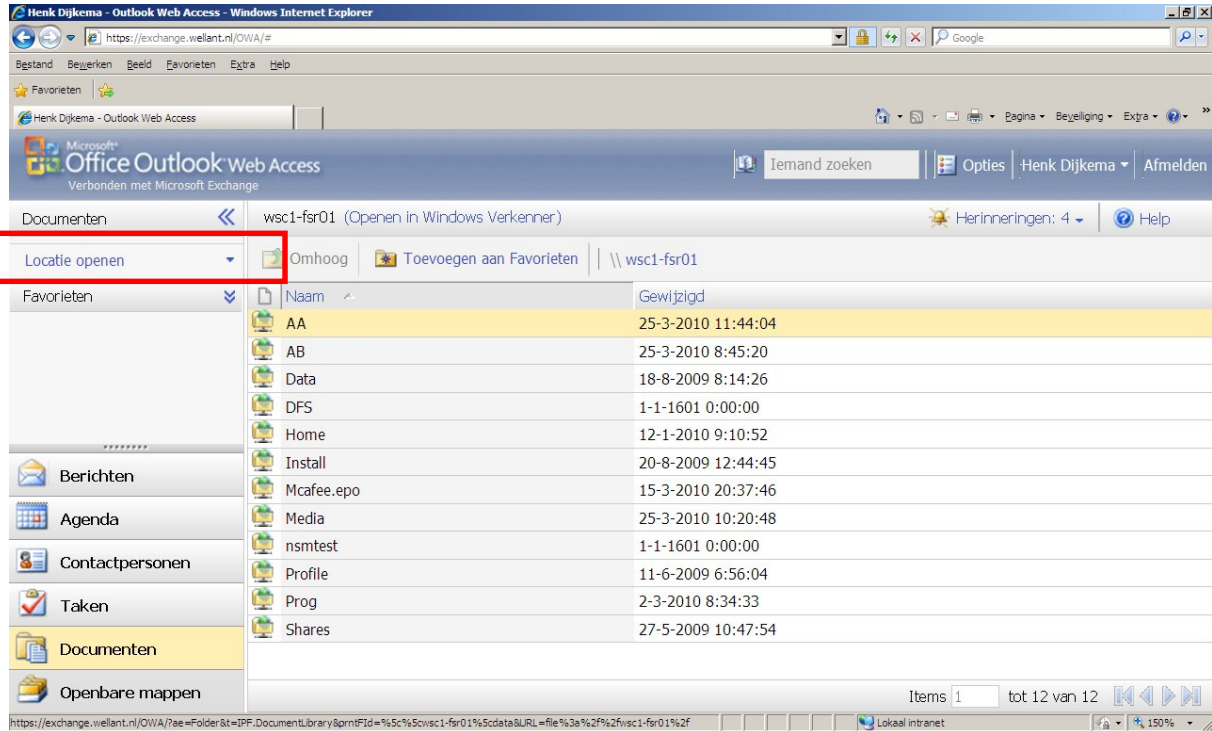 Henk Dijkema - Outlook Web Access - Windows Internet Explorer
https://exchange.wellant.nl/OWA/#
Google
Bestand Bewerken Beeld Favorieten Extra Help
Favorieten
Henk Dijkema - Outlook Web Access
Pagina Beveiliging Extra »
Microsoft
Office Outlook Web Access
Verbonden met Microsoft Exchange
Iemand zoeken
Opties Henk Dijkema Afmelden
Documenten
wsc1-fsr01 (Openen in Windows Verkenner)
Herinneringen: 4 Help
Locatie openen
Omhoog Toevoegen aan Favorieten \\ wsc1-fsr01
Favorieten
Naam Gewijzigd
AA 25-3-2010 11:44:04
AB 25-3-2010 8:45:20
Data 18-8-2009 8:14:26
DFS 1-1-1601 0:00:00
Home 12-1-2010 9:10:52
Install 20-8-2009 12:44:45
Mcafee.epo 15-3-2010 20:37:46
Media 25-3-2010 10:20:48
nsmtest 1-1-1601 0:00:00
Profile 11-6-2009 6:56:04
Prog 2-3-2010 8:34:33
Shares 27-5-2009 10:47:54
Berichten
Agenda
Contactpersonen
Taken
Documenten
Openbare mappen
Items 1 tot 12 van 12
https://exchange.wellant.nl/OWA/?ae=Folder&t=IPF.DocumentLibrary&prntFId=%5c%5cwsc1-fsr01%5cdata&URL=file%3a%2f%2fwsc1-fsr01%2f
Lokaal intranet 150%